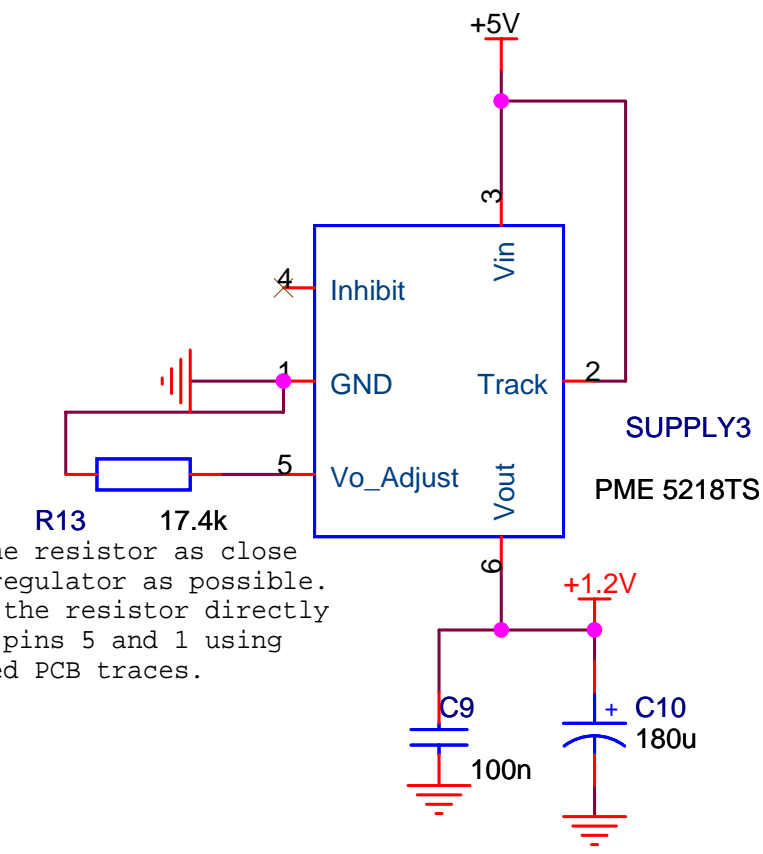 +5V
3
Vin
4
Inhibit
1
GND
Track
2
SUPPLY3
5
Vo_Adjust
Vout
PME 5218TS
R13
17.4k
resistor as close
regulator as possible.
the resistor directly
pins 5 and 1 using
PCB traces.
6
+1.2V
C9
100n
+
C10
180u